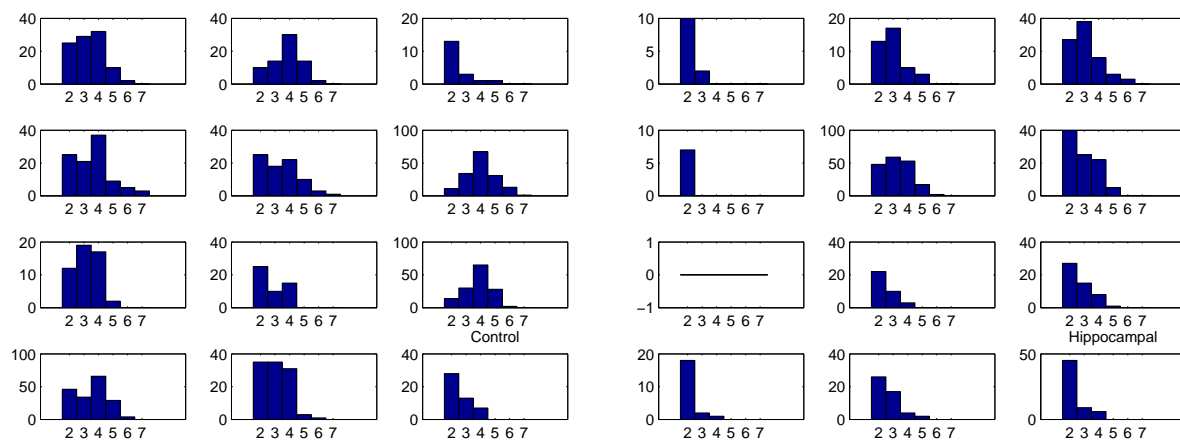 40 40 20 10 20 40
20 20 10 5 10 20
0 0 0 0 0 0
2 3 4 5 6 7 2 3 4 5 6 7 2 3 4 5 6 7 2 3 4 5 6 7 2 3 4 5 6 7 2 3 4 5 6 7
40 40 100 10 100 40
20 20 50 5 50 20
0 0 0 0 0 0
2 3 4 5 6 7 2 3 4 5 6 7 2 3 4 5 6 7 2 3 4 5 6 7 2 3 4 5 6 7 2 3 4 5 6 7
20 40 100 1 40 40
10 20 50 0 20 20
0 0 0 −1 0 0
2 3 4 5 6 7 2 3 4 5 6 7 2 3 4 5 6 7 2 3 4 5 6 7 2 3 4 5 6 7 2 3 4 5 6 7
Control Hippocampal
100 40 40 20 40 50
50 20 20 10 20
0 0 0 0 0 0
2 3 4 5 6 7 2 3 4 5 6 7 2 3 4 5 6 7 2 3 4 5 6 7 2 3 4 5 6 7 2 3 4 5 6 7